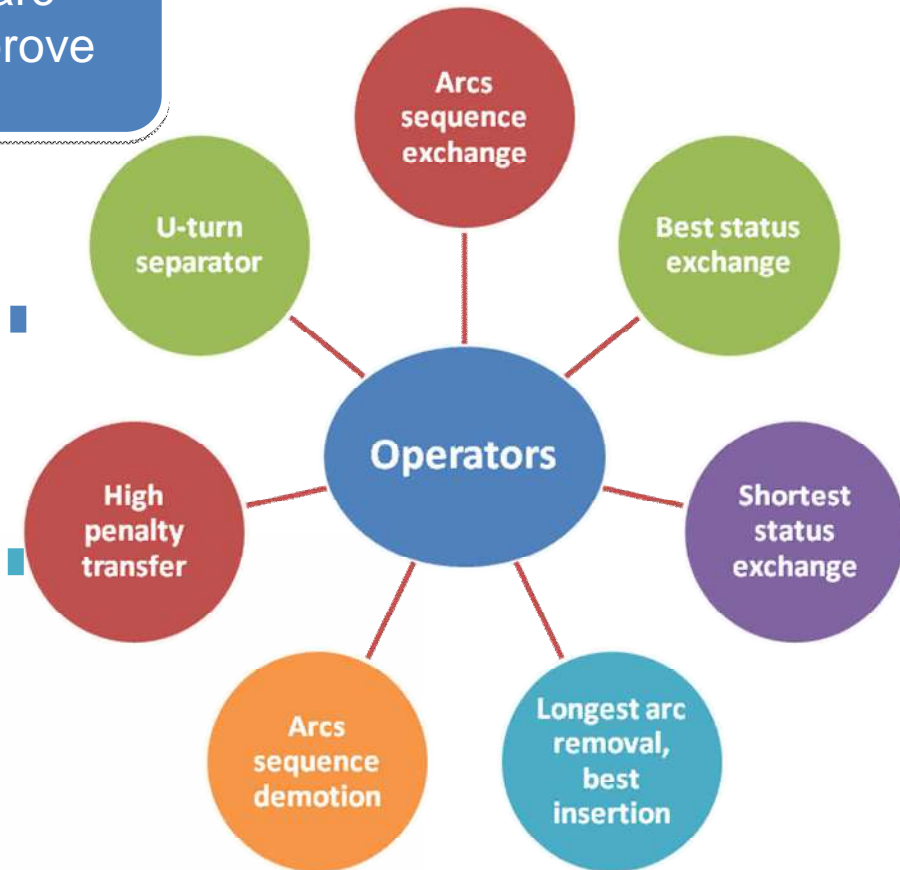 Arcs
sequence
exchange
Best status
exchange
Shortest
status
exchange
Longest arc
removal,
best
insertion
Arcs
sequence
demotion
High
penalty
transfer
U-turn
separator
Operators